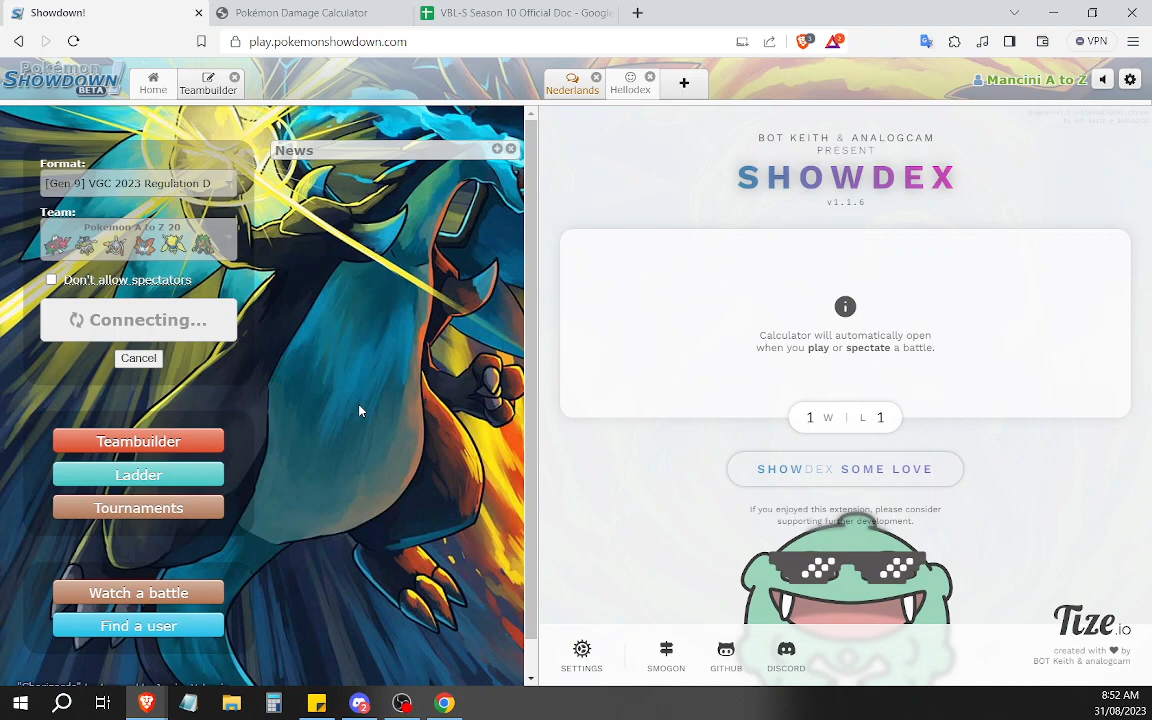 Showdown!
Pokémon Damage Calculator
VBL-S Season 10 Official Doc - Google
play.pokemonshowdown.com
3
2
VPN
Pokémon
SHOWDOWN
BETA
Home
Teambuilder
Nederlands
Hellodex
Mancini A to Z
Format:
[Gen 9] VGC 2023 Regulation D
Team:
Pokemon A to Z 20
Don't allow spectators
Connecting...
Cancel
Teambuilder
Ladder
Tournaments
Watch a battle
Find a user
News
BOT KEITH & ANALOGCAM
PRESENT
SHOWDEX
v1.1.6
Calculator will automatically open
when you play or spectate a battle.
1 W | L 1
SHOWDEX SOME LOVE
If you enjoyed this extension, please consider
supporting further development.
SETTINGS
SMOGON
GITHUB
DISCORD
Tize.io
created with ♥ by
BOT Keith & analogcam
8:52 AM
31/08/2023